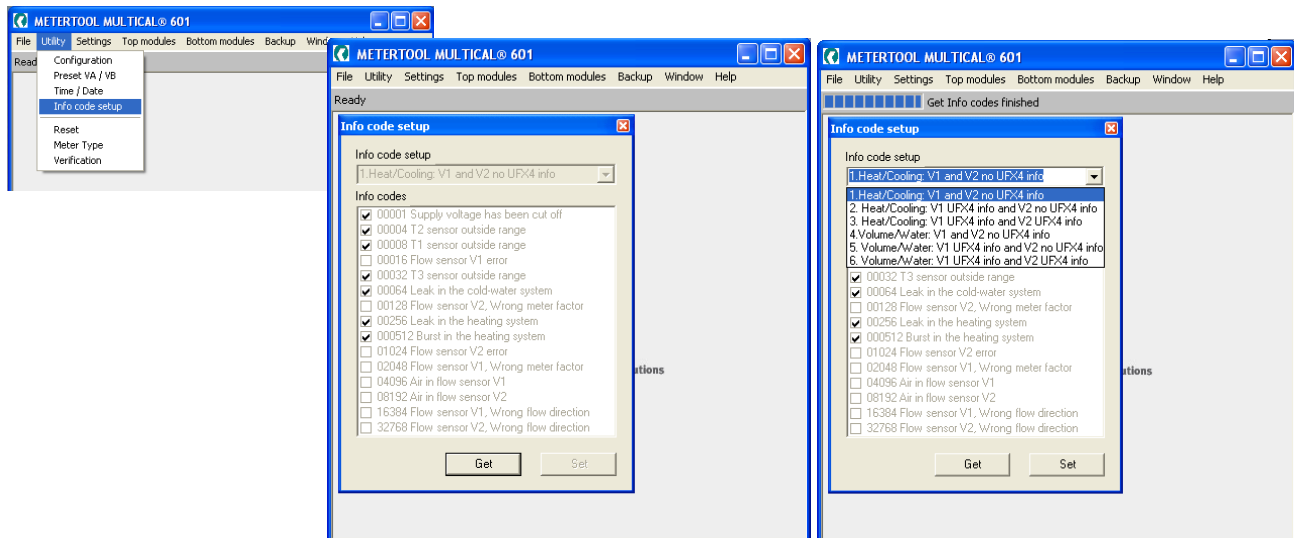 METERTOOL MULTICAL® 601
File Utility Settings Top modules Bottom modules Backup
Configuration
Preset VA / VB
Time / Date
Info code setup
Reset
Meter Type
Verification
METERTOOL MULTICAL® 601
File Utility Settings Top modules Bottom modules Backup Window Help
Ready
Info code setup
Info code setup
1.Heat/Cooling: V1 and V2 no UFX4 info
Info codes
00001 Supply voltage has been cut off
00004 T2 sensor outside range
00008 T1 sensor outside range
00016 Flow sensor V1 error
00032 T3 sensor outside range
00064 Leak in the cold-water system
00128 Flow sensor V2, Wrong meter factor
00256 Leak in the heating system
000512 Burst in the heating system
01024 Flow sensor V2 error
02048 Flow sensor V1, Wrong meter factor
04096 Air in flow sensor V1
08192 Air in flow sensor V2
16384 Flow sensor V1, Wrong flow direction
32768 Flow sensor V2, Wrong flow direction
Get Set
utions
METERTOOL MULTICAL® 601
File Utility Settings Top modules Bottom modules Backup Window Help
Get Info codes finished
Info code setup
Info code setup
1.Heat/Cooling: V1 and V2 no UFX4 info
1.Heat/Cooling: V1 and V2 no UFX4 info
2. Heat/Cooling: V1 UFX4 info and V2 no UFX4 info
3. Heat/Cooling: V1 UFX4 info and V2 UFX4 info
4.Volume/Water: V1 and V2 no UFX4 info
5. Volume/Water: V1 UFX4 info and V2 no UFX4 info
6. Volume/Water: V1 UFX4 info and V2 UFX4 info
00032 T3 sensor outside range
00064 Leak in the cold-water system
00128 Flow sensor V2, Wrong meter factor
00256 Leak in the heating system
000512 Burst in the heating system
01024 Flow sensor V2 error
02048 Flow sensor V1, Wrong meter factor
04096 Air in flow sensor V1
08192 Air in flow sensor V2
16384 Flow sensor V1, Wrong flow direction
32768 Flow sensor V2, Wrong flow direction
Get Set
utions